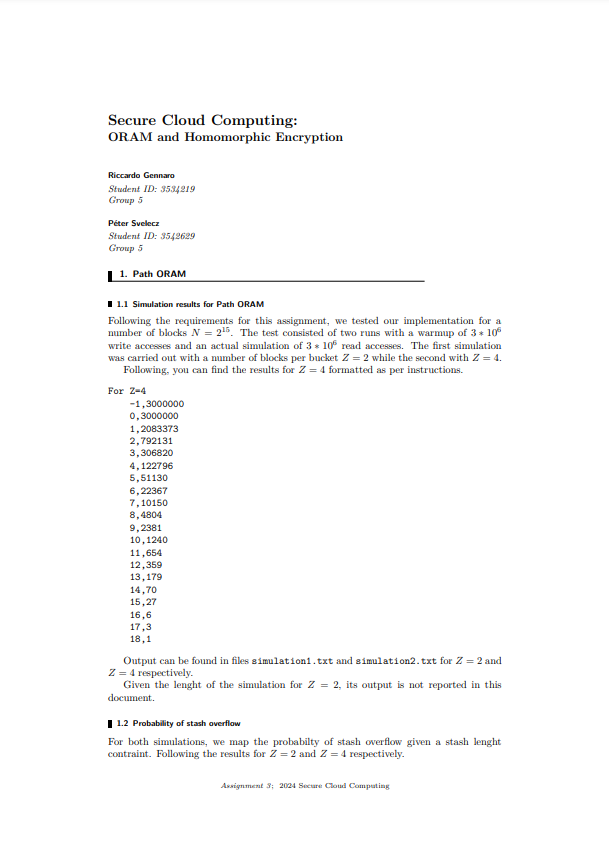 Secure Cloud Computing:
ORAM and Homomorphic Encryption
Riccardo Gennaro
Student ID: 3534219
Group 5
Péter Svelecz
Student ID: 3542629
Group 5
1. Path ORAM
1.1 Simulation results for Path ORAM
Following the requirements for this assignment, we tested our implementation for a
number of blocks N = 2¹⁵. The test consisted of two runs with a warmup of 3 * 10⁶
write accesses and an actual simulation of 3 * 10⁶ read accesses. The first simulation
was carried out with a number of blocks per bucket Z = 2 while the second with Z = 4.
Following, you can find the results for Z = 4 formatted as per instructions.
For Z=4
-1,3000000
0,3000000
1,2083373
2,792131
3,306820
4,122796
5,51130
6,22367
7,10150
8,4804
9,2381
10,1240
11,654
12,359
13,179
14,70
15,27
16,6
17,3
18,1
Output can be found in files simulation1.txt and simulation2.txt for Z = 2 and
Z = 4 respectively.
Given the lenght of the simulation for Z = 2, its output is not reported in this
document.
1.2 Probability of stash overflow
For both simulations, we map the probabilty of stash overflow given a stash lenght
contraint. Following the results for Z = 2 and Z = 4 respectively.
Assignment 3; 2024 Secure Cloud Computing